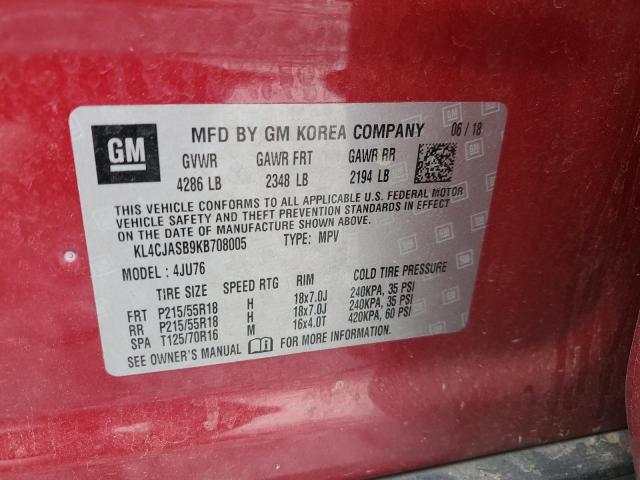 GM
MFD BY GM KOREA COMPANY 06/18
GVWR GAWR FRT GAWR RR
4286 LB 2348 LB 2194 LB
THIS VEHICLE CONFORMS TO ALL APPLICABLE U.S. FEDERAL MOTOR
VEHICLE SAFETY AND THEFT PREVENTION STANDARDS IN EFFECT
ON THE DATE OF MANUFACTURE SHOWN ABOVE.
KL4CJASB9KB708005 TYPE: MPV
MODEL : 4JU76
TIRE SIZE SPEED RTG RIM COLD TIRE PRESSURE
FRT P215/55R18 H 18x7.0J 240KPA, 35 PSI
RR P215/55R18 H 18x7.0J 240KPA, 35 PSI
SPA T125/70R16 M 16x4.0T 420KPA, 60 PSI
SEE OWNER'S MANUAL FOR MORE INFORMATION.